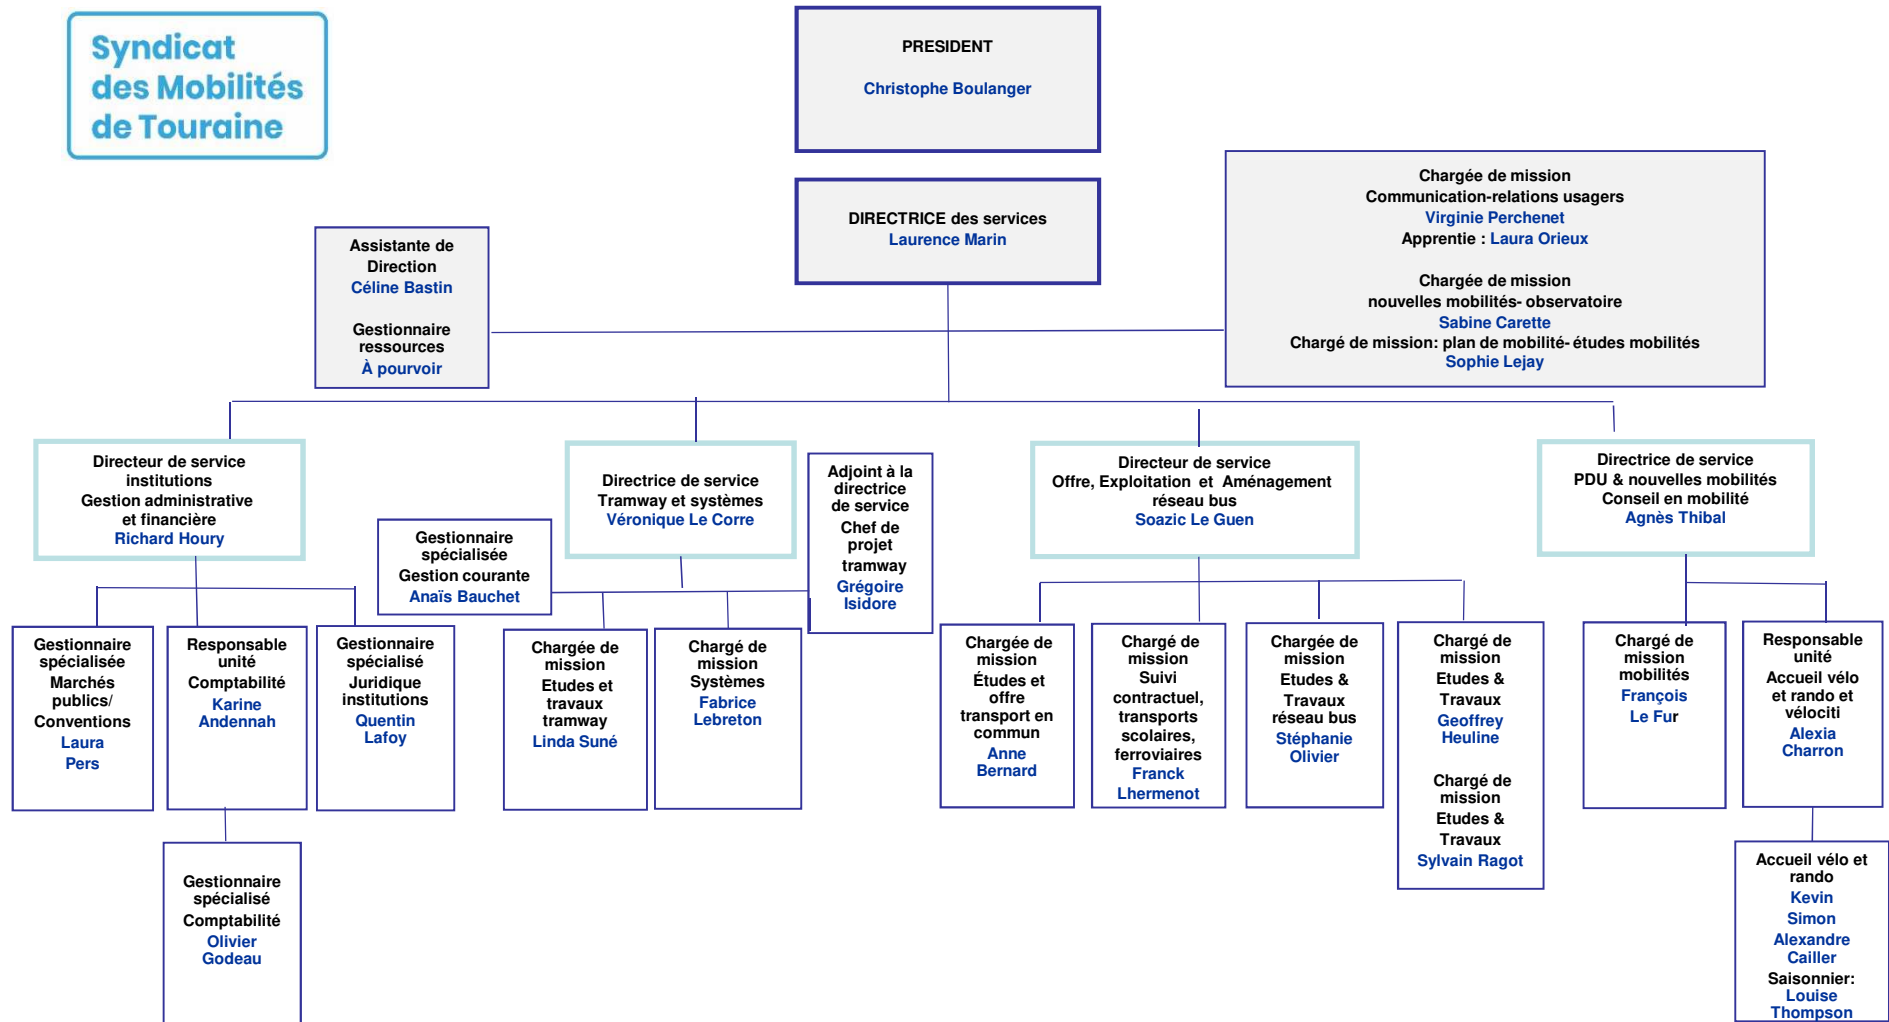 Syndicat
des Mobilités
de Touraine
PRESIDENT
Christophe Boulanger
DIRECTRICE des services
Laurence Marin
Assistante de
Direction
Céline Bastin
Gestionnaire
ressources
À pourvoir
Chargée de mission
Communication-relations usagers
Virginie Perchenet
Apprentie : Laura Orieux
Chargée de mission
nouvelles mobilités- observatoire
Sabine Carette
Chargé de mission: plan de mobilité- études mobilités
Sophie Lejay
Directeur de service
institutions
Gestion administrative
et financière
Richard Houry
Directrice de service
Tramway et systèmes
Véronique Le Corre
Adjoint à la
directrice
de service
Chef de
projet
tramway
Grégoire
Isidore
Directeur de service
Offre, Exploitation et Aménagement
réseau bus
Soazic Le Guen
Directrice de service
PDU & nouvelles mobilités
Conseil en mobilité
Agnès Thibal
Gestionnaire
spécialisée
Gestion courante
Anaïs Bauchet
Gestionnaire
spécialisée
Marchés
publics/
Conventions
Laura
Pers
Responsable
unité
Comptabilité
Karine
Andennah
Gestionnaire
spécialisé
Juridique
institutions
Quentin
Lafoy
Chargée de
mission
Etudes et
travaux
tramway
Linda Suné
Chargé de
mission
Systèmes
Fabrice
Lebreton
Chargée de
mission
Études et
offre
transport en
commun
Anne
Bernard
Chargé de
mission
Suivi
contractuel,
transports
scolaires,
ferroviaires
Franck
Lhermenot
Chargée de
mission
Etudes &
Travaux
réseau bus
Stéphanie
Olivier
Chargé de
mission
Etudes &
Travaux
Geoffrey
Heuline
Chargé de
mission
Etudes &
Travaux
Sylvain Ragot
Chargé de
mission
mobilités
François
Le Fur
Responsable
unité
Accueil vélo
et rando et
vélociti
Alexia
Charron
Gestionnaire
spécialisé
Comptabilité
Olivier
Godeau
Accueil vélo et
rando
Kevin
Simon
Alexandre
Cailler
Saisonnier:
Louise
Thompson